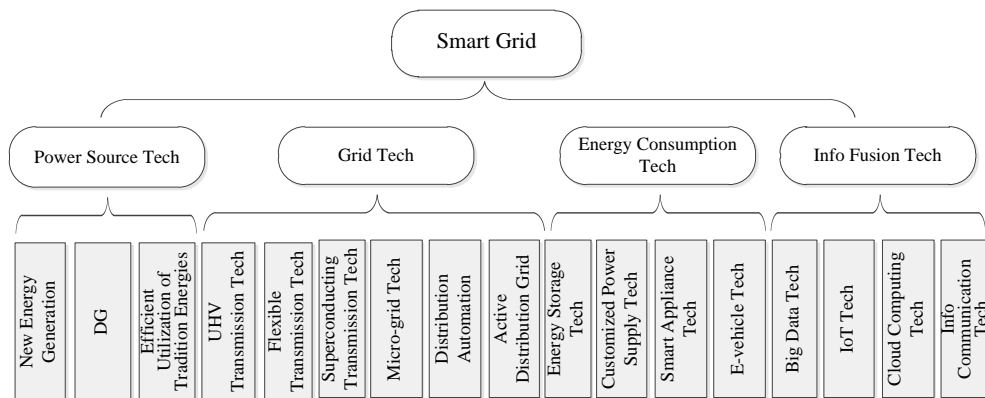 Smart Grid
Power Source Tech
Grid Tech
Energy Consumption
Tech
Info Fusion Tech
New Energy
Generation
DG
Efficient
Utilization of
Tradition Energies
UHV
Transmission Tech
Flexible
Transmission Tech
Superconducting
Transmission Tech
Micro-grid Tech
Distribution
Automation
Active
Distribution Grid
Energy Storage
Tech
Customized Power
Supply Tech
Smart Appliance
Tech
E-vehicle Tech
Big Data Tech
IoT Tech
Cloud Computing
Tech
Info
Communication
Tech